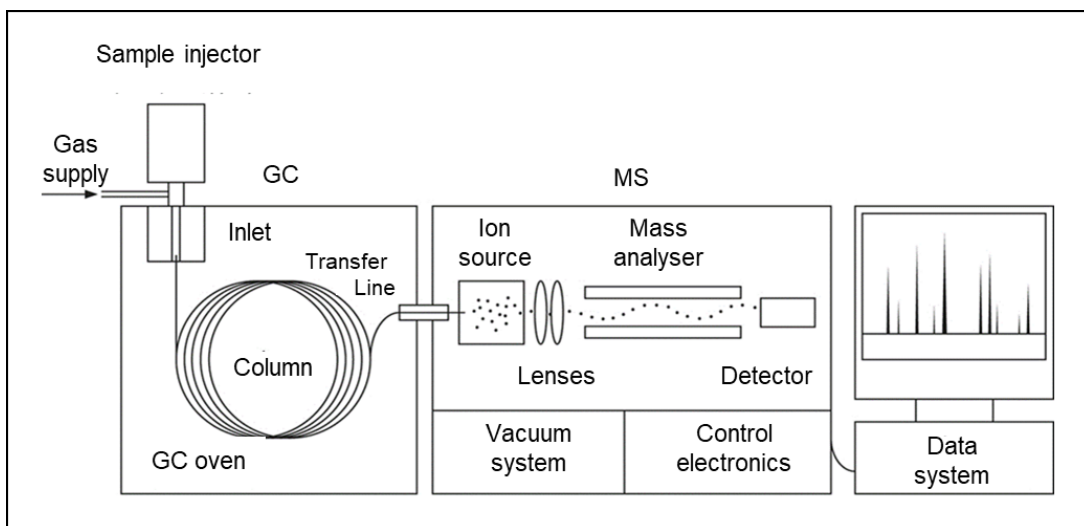 Sample injector
Gas
supply
GC
MS
Inlet
Transfer
Line
Column
GC oven
Ion
source
Mass
analyser
Lenses
Detector
Vacuum
system
Control
electronics
Data
system